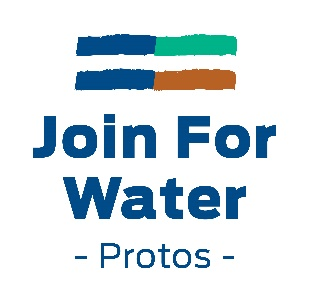 Join For
Water
- Protos -